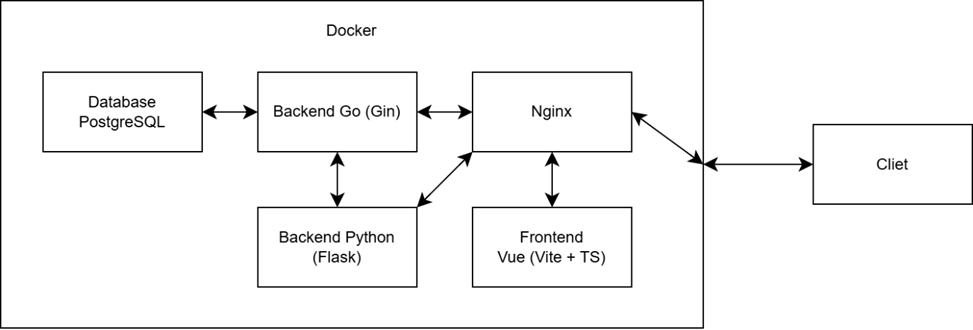 Docker
Database
PostgreSQL
Backend Go (Gin)
Nginx
Cliet
Backend Python
(Flask)
Frontend
Vue (Vite + TS)